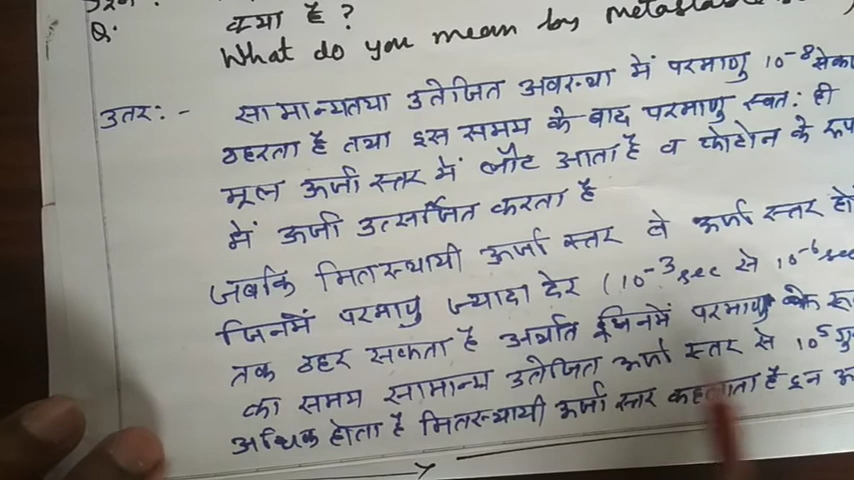 Q. क्या है ?
What do you mean by metastable
उतर: - सामान्यतया उतेजित अवस्था में परमाणु 10⁻⁸ सेक
ठहरता है तथा इस समय के बाद परमाणु स्वत: ही
मूल ऊर्जा स्तर में लौट आता है व फोटोन के रूप
में ऊर्जा उत्सर्जित करता है
जबकि मितस्थायी ऊर्जा स्तर वे ऊर्जा स्तर हो
जिनमें परमाणु ज्यादा देर (10⁻³ sec से 10⁻⁶ sec
तक ठहर सकता है अर्थात जिनमें परमाणु के रू
का समय सामान्य उतेजित ऊर्जा स्तर से 10⁵ गु
अधिक होता है मितस्थायी ऊर्जा स्तर कहलाता है इन